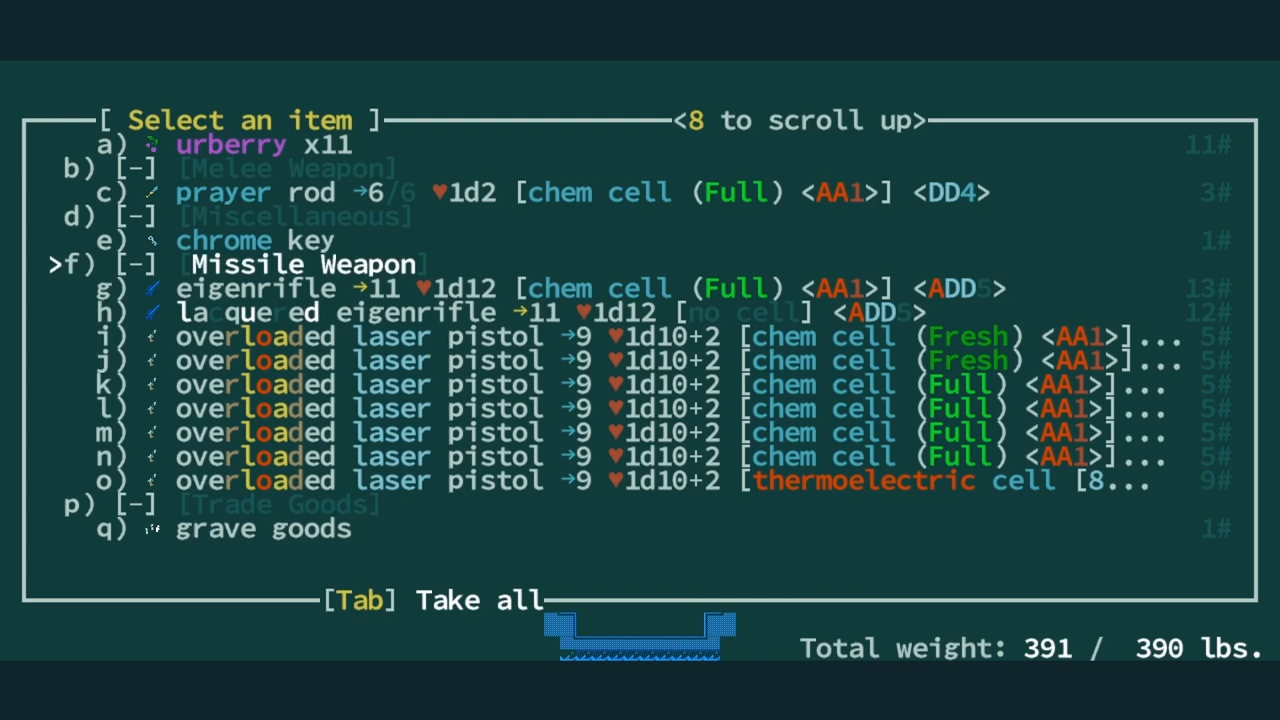 [ Select an item ] <8 to scroll up>
a) urberry x11 11#
b) [-] [Melee Weapon]
c) prayer rod →6/6 ♥1d2 [chem cell (Full) <AA1>] <DD4> 3#
d) [-] [Miscellaneous]
e) chrome key 1#
>f) [-] [Missile Weapon]
g) eigenrifle →11 ♥1d12 [chem cell (Full) <AA1>] <ADD5> 13#
h) lacquered eigenrifle →11 ♥1d12 [no cell] <ADD5> 12#
i) overloaded laser pistol →9 ♥1d10+2 [chem cell (Fresh) <AA1>]... 5#
j) overloaded laser pistol →9 ♥1d10+2 [chem cell (Fresh) <AA1>]... 5#
k) overloaded laser pistol →9 ♥1d10+2 [chem cell (Full) <AA1>]... 5#
l) overloaded laser pistol →9 ♥1d10+2 [chem cell (Full) <AA1>]... 5#
m) overloaded laser pistol →9 ♥1d10+2 [chem cell (Full) <AA1>]... 5#
n) overloaded laser pistol →9 ♥1d10+2 [chem cell (Full) <AA1>]... 5#
o) overloaded laser pistol →9 ♥1d10+2 [thermoelectric cell [8... 9#
p) [-] [Trade Goods]
q) grave goods 1#
[Tab] Take all
Total weight: 391 / 390 lbs.